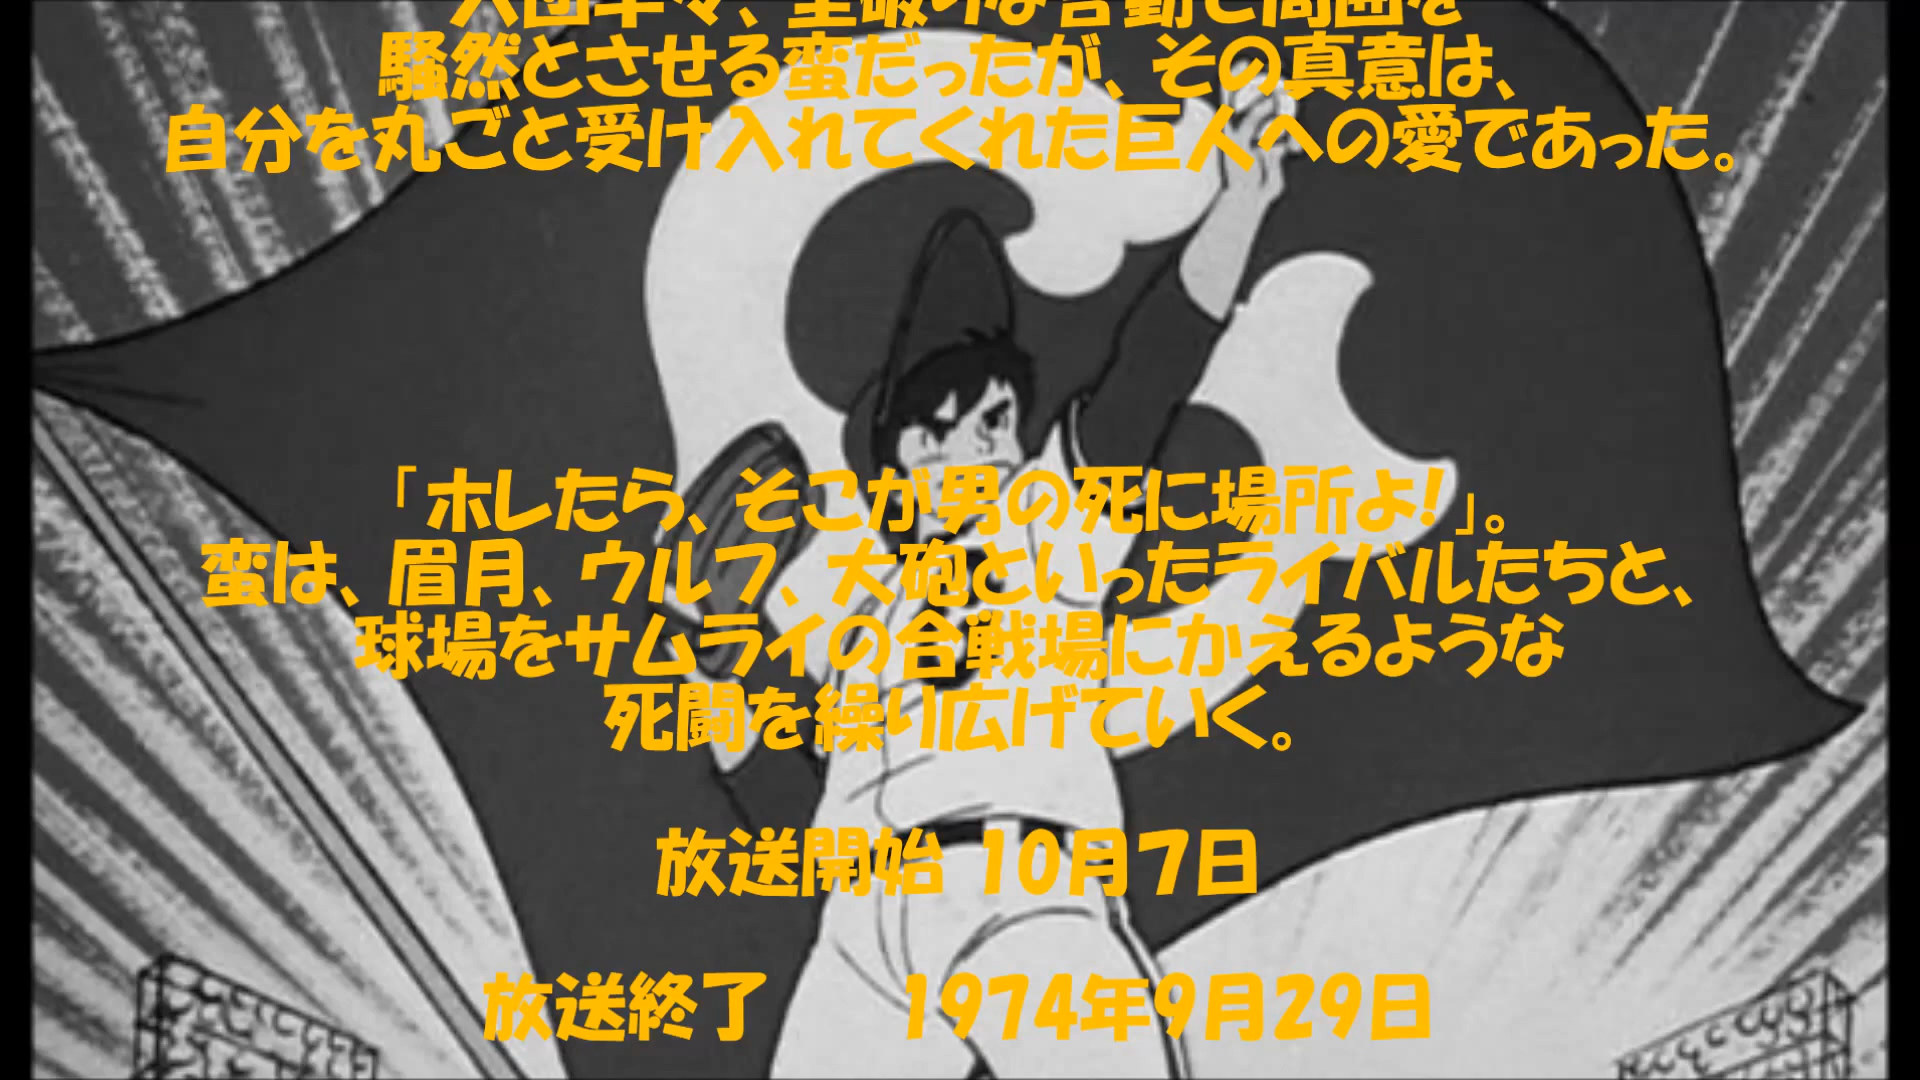 騒然とさせる蛮だったが、その真意は、
自分を丸ごと受け入れてくれた巨人への愛であった。
「ホレたら、そこが男の死に場所よ!」。
蛮は、眉月、ウルフ、大砲といったライバルたちと、
球場をサムライの合戦場にかえるような
死闘を繰り広げていく。
放送開始 10月7日
放送終了 1974年9月29日